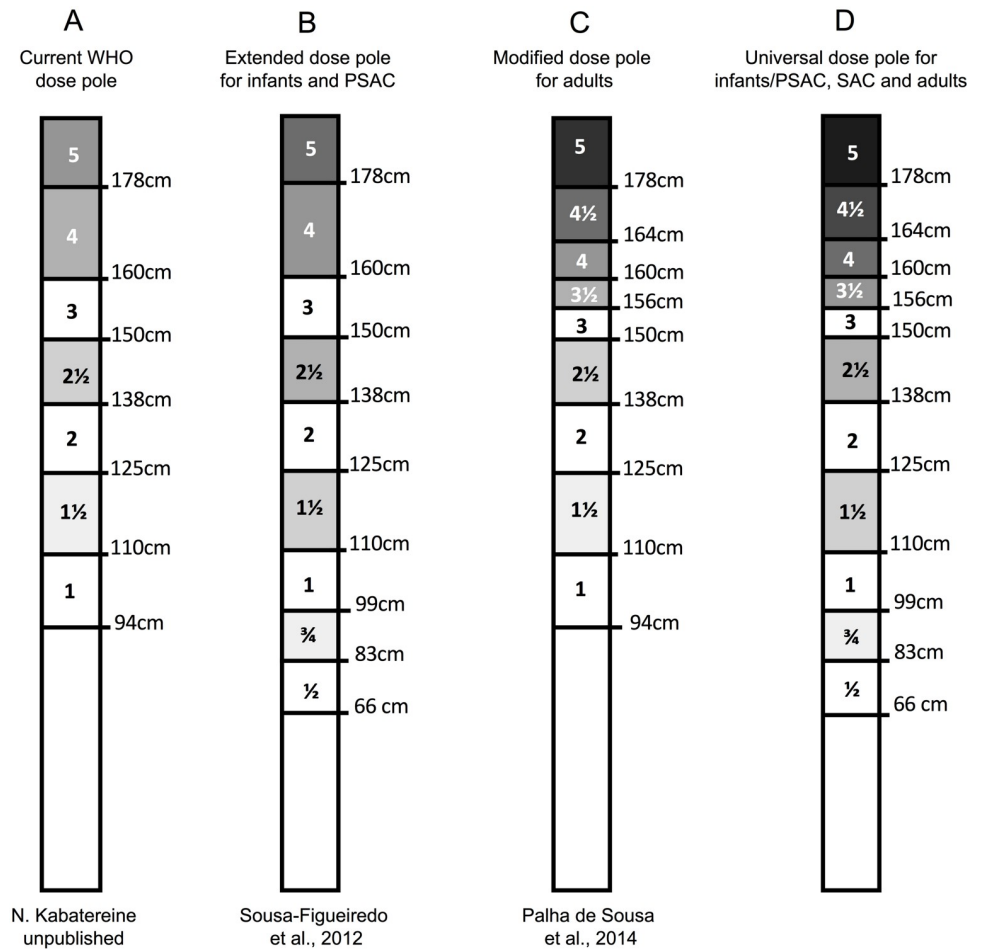 A
Current WHO
dose pole
5
178cm
4
160cm
3
150cm
2½
138cm
2
125cm
1½
110cm
1
94cm
N. Kabatereine
unpublished
B
Extended dose pole
for infants and PSAC
5
178cm
4
160cm
3
150cm
2½
138cm
2
125cm
1½
110cm
1
99cm
¾
83cm
½
66 cm
Sousa-Figueiredo
et al., 2012
C
Modified dose pole
for adults
5
178cm
4½
164cm
4
160cm
3½
156cm
3
150cm
2½
138cm
2
125cm
1½
110cm
1
94cm
Palha de Sousa
et al., 2014
D
Universal dose pole for
infants/PSAC, SAC and adults
5
178cm
4½
164cm
4
160cm
3½
156cm
3
150cm
2½
138cm
2
125cm
1½
110cm
1
99cm
¾
83cm
½
66 cm